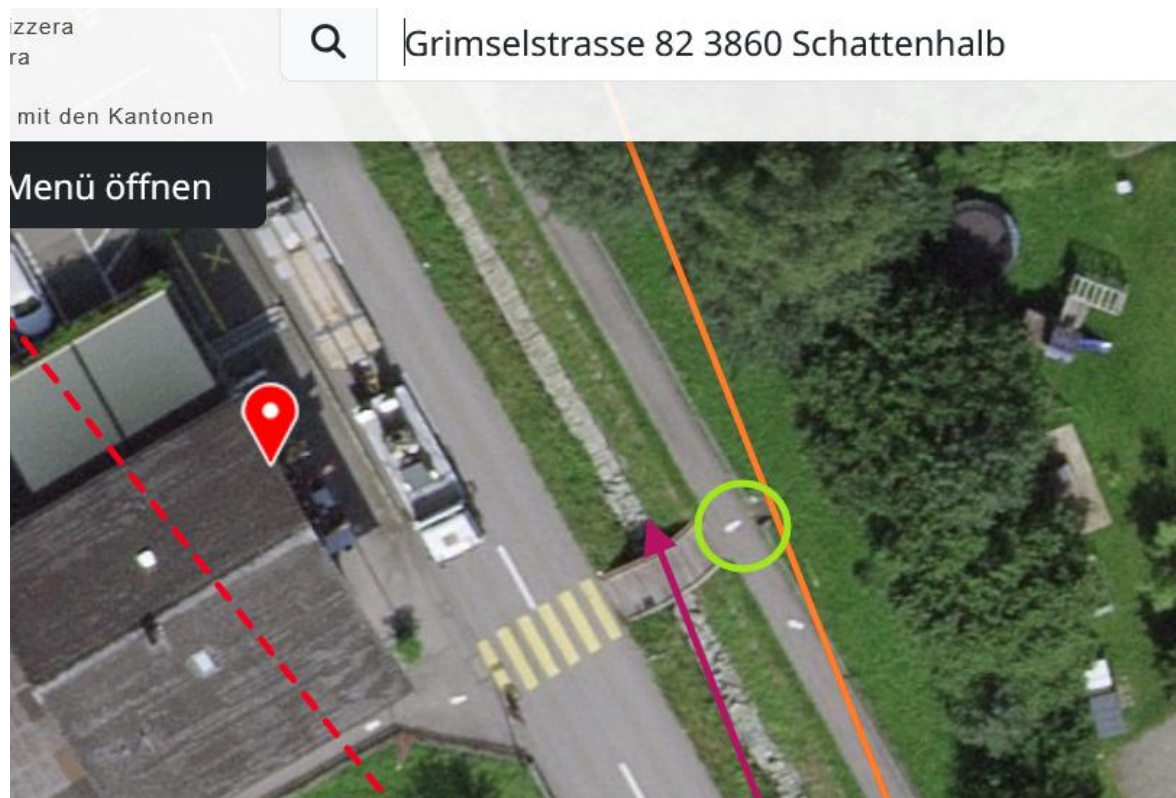 izzera
ra
mit den Kantonen
Grimselstrasse 82 3860 Schattenhalb
Menü öffnen